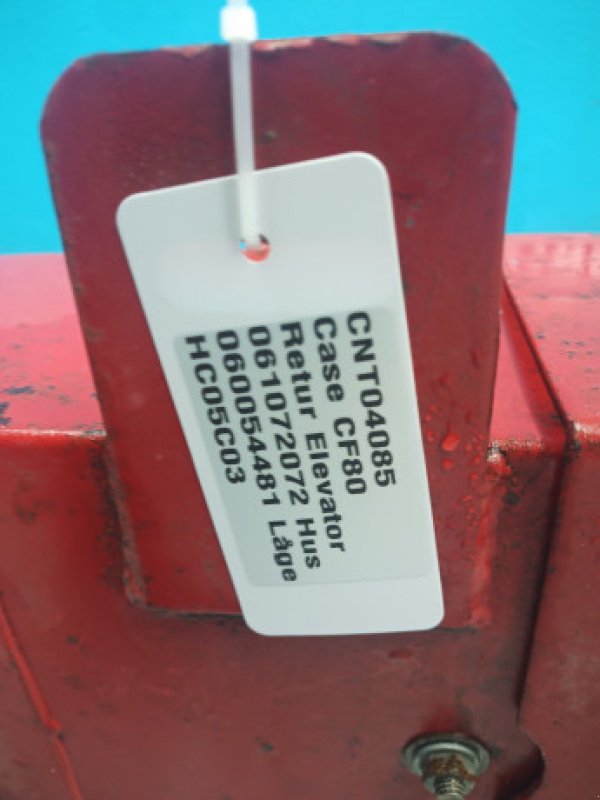 CNT04085
Case CF80
Retur Elevator
061072072 Hus
060054481 Låge
HC05C03